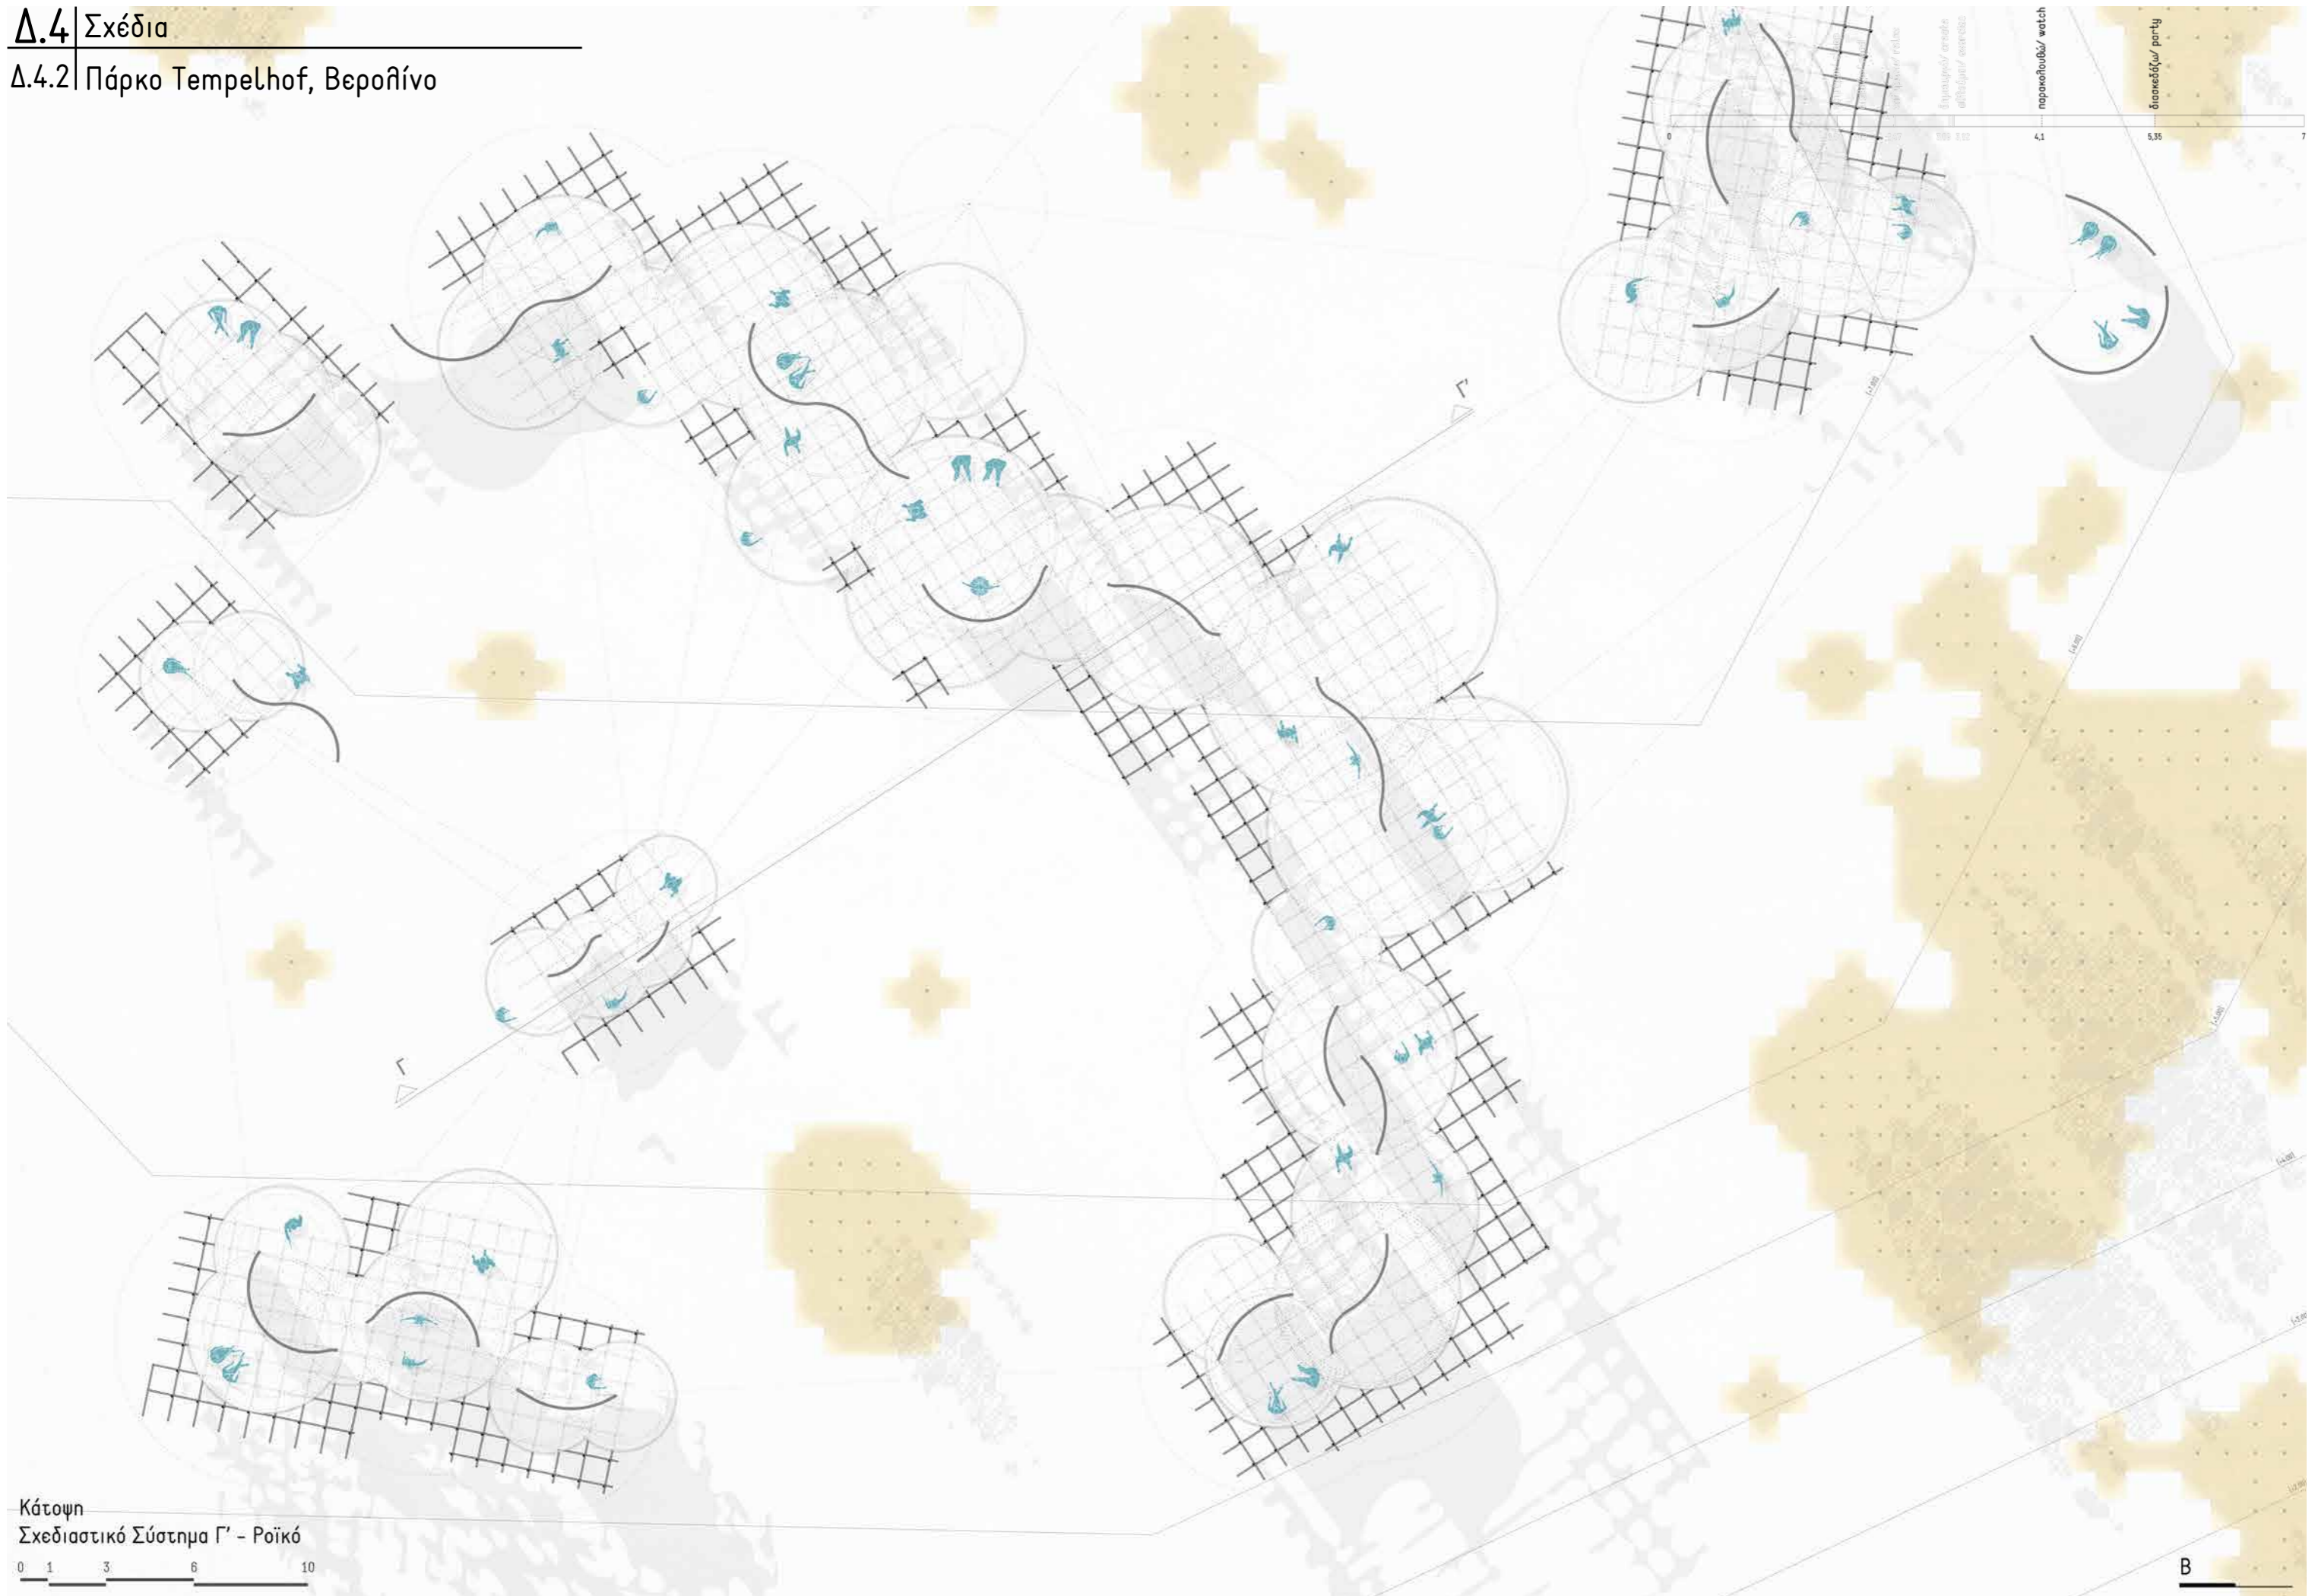 Δ.4 Σχέδια
Δ.4.2 Πάρκο Tempelhof, Βερολίνο
παρακολουθώ/ watch
διασκεδάζω/ party
0 4,1 5,35 7
Γ'
Γ
Κάτοψη
Σχεδιαστικό Σύστημα Γ' - Ροϊκό
0 1 3 6 10
Β